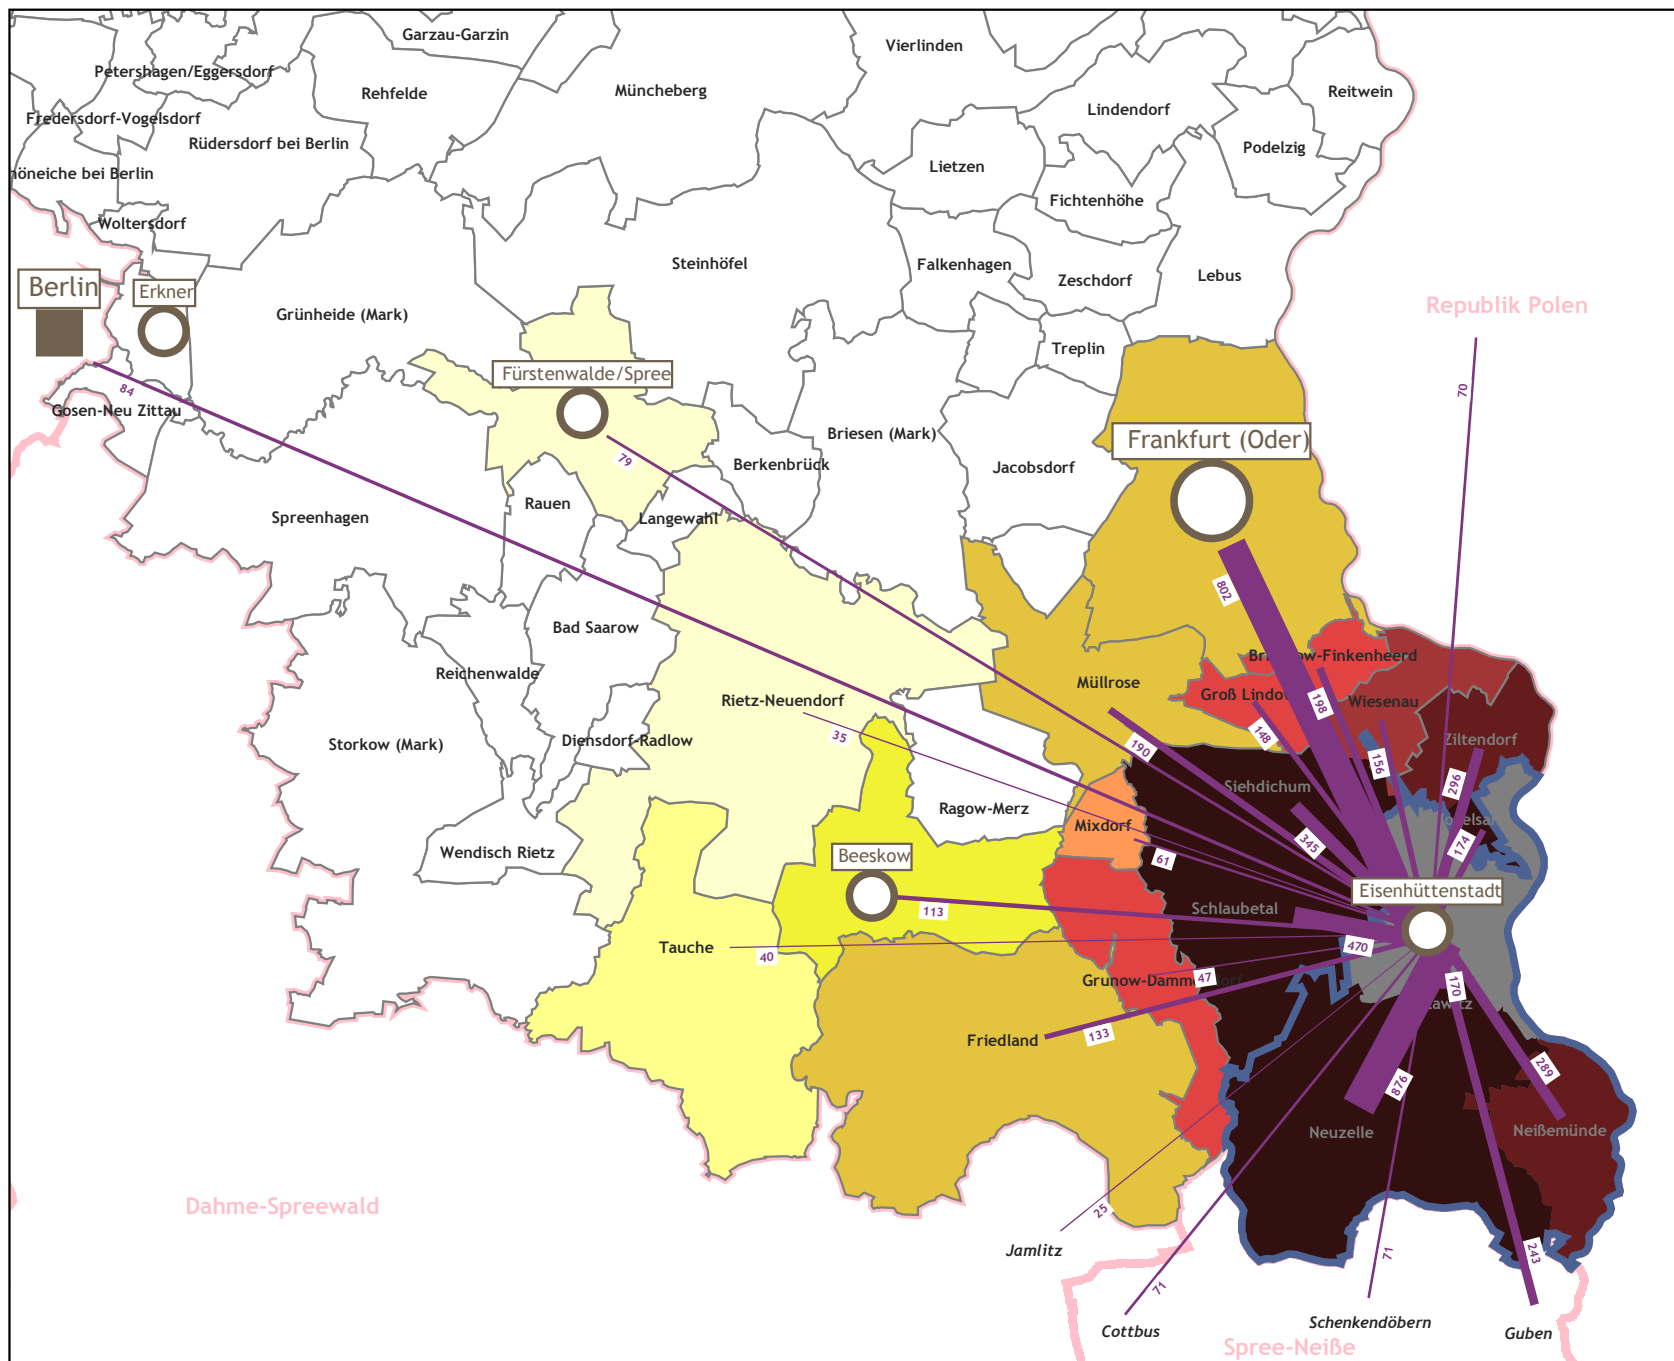 Garzau-Garzin
Vierlinden
Petershagen/Eggersdorf
Rehfelde
Müncheberg
Reitwein
Lindendorf
Fredersdorf-Vogelsdorf
Rüdersdorf bei Berlin
Podelzig
Lietzen
höneiche bei Berlin
Fichtenhöhe
Woltersdorf
Steinhöfel
Falkenhagen
Zeschdorf
Lebus
Berlin
Erkner
Grünheide (Mark)
Republik Polen
Treplin
Fürstenwalde/Spree
84
70
Gosen-Neu Zittau
Briesen (Mark)
Frankfurt (Oder)
79
Berkenbrück
Jacobsdorf
Rauen
Spreenhagen
Langewahl
802
Bad Saarow
Finkenheerd
Reichenwalde
Müllrose
Groß Lindow
Rietz-Neuendorf
198
Wiesenau
35
148
Storkow (Mark)
Diensdorf-Radlow
190
Ziltendorf
156
296
Siehdichum
Ragow-Merz
Mixdorf
345
174
Wendisch Rietz
Beeskow
61
Eisenhüttenstadt
113
Schlaubetal
Tauche
40
470
47
170
Friedland
133
289
876
Neuzelle
Neißemünde
Dahme-Spreewald
25
Jamlitz
71
71
243
Cottbus
Schenkendöbern
Guben
Spree-Neiße